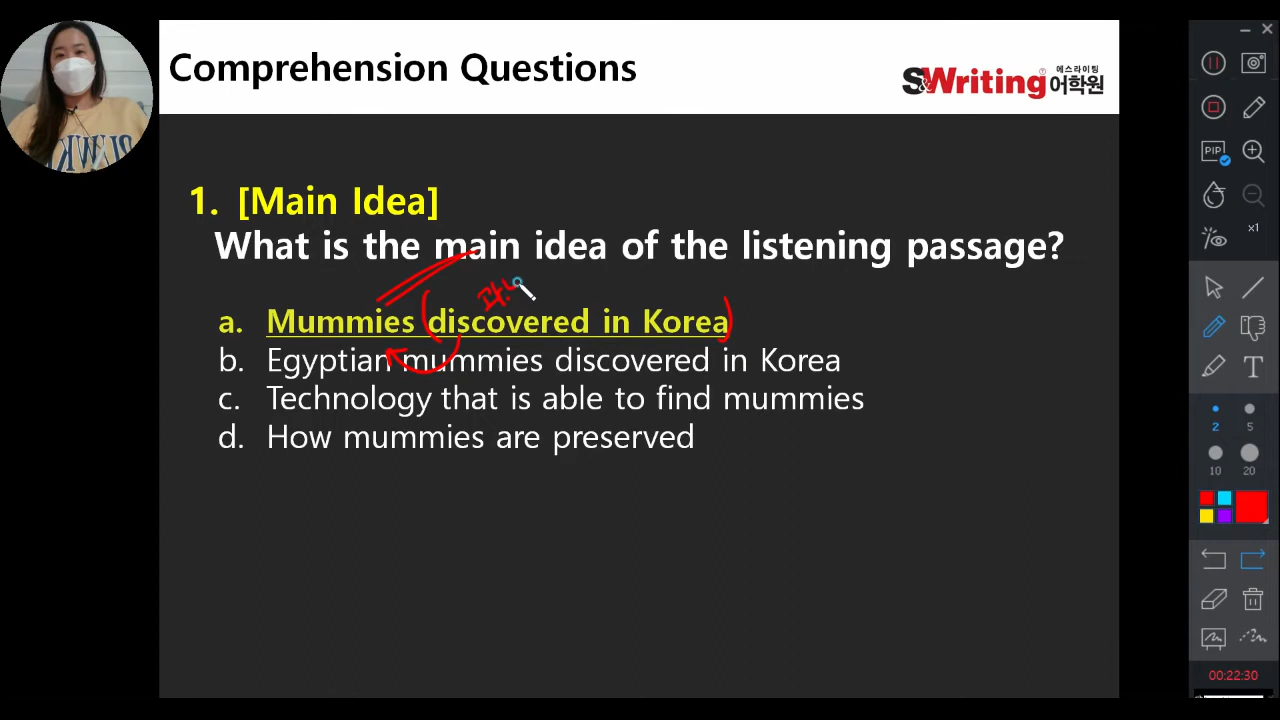 Comprehension Questions
S&Writing 어학원
에스라이팅
1. [Main Idea]
What is the main idea of the listening passage?
a. Mummies discovered in Korea
b. Egyptian mummies discovered in Korea
c. Technology that is able to find mummies
d. How mummies are preserved
PIP
x1
T
2 5
10 20
00:22:30